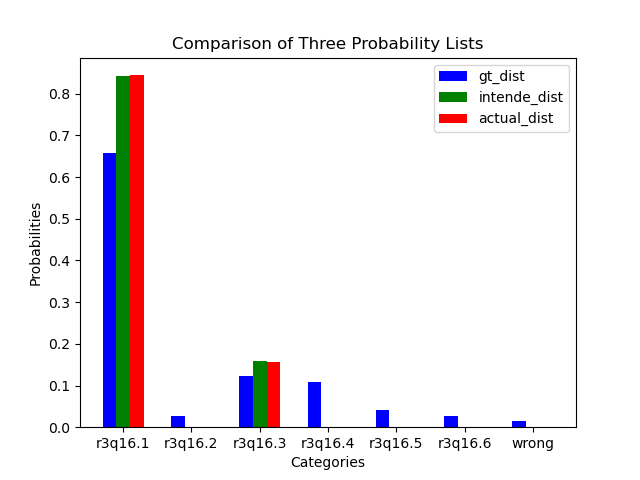 Comparison of Three Probability Lists
gt_dist
intende_dist
actual_dist
Probabilities
0.8
0.7
0.6
0.5
0.4
0.3
0.2
0.1
0.0
r3q16.1 r3q16.2 r3q16.3 r3q16.4 r3q16.5 r3q16.6 wrong
Categories